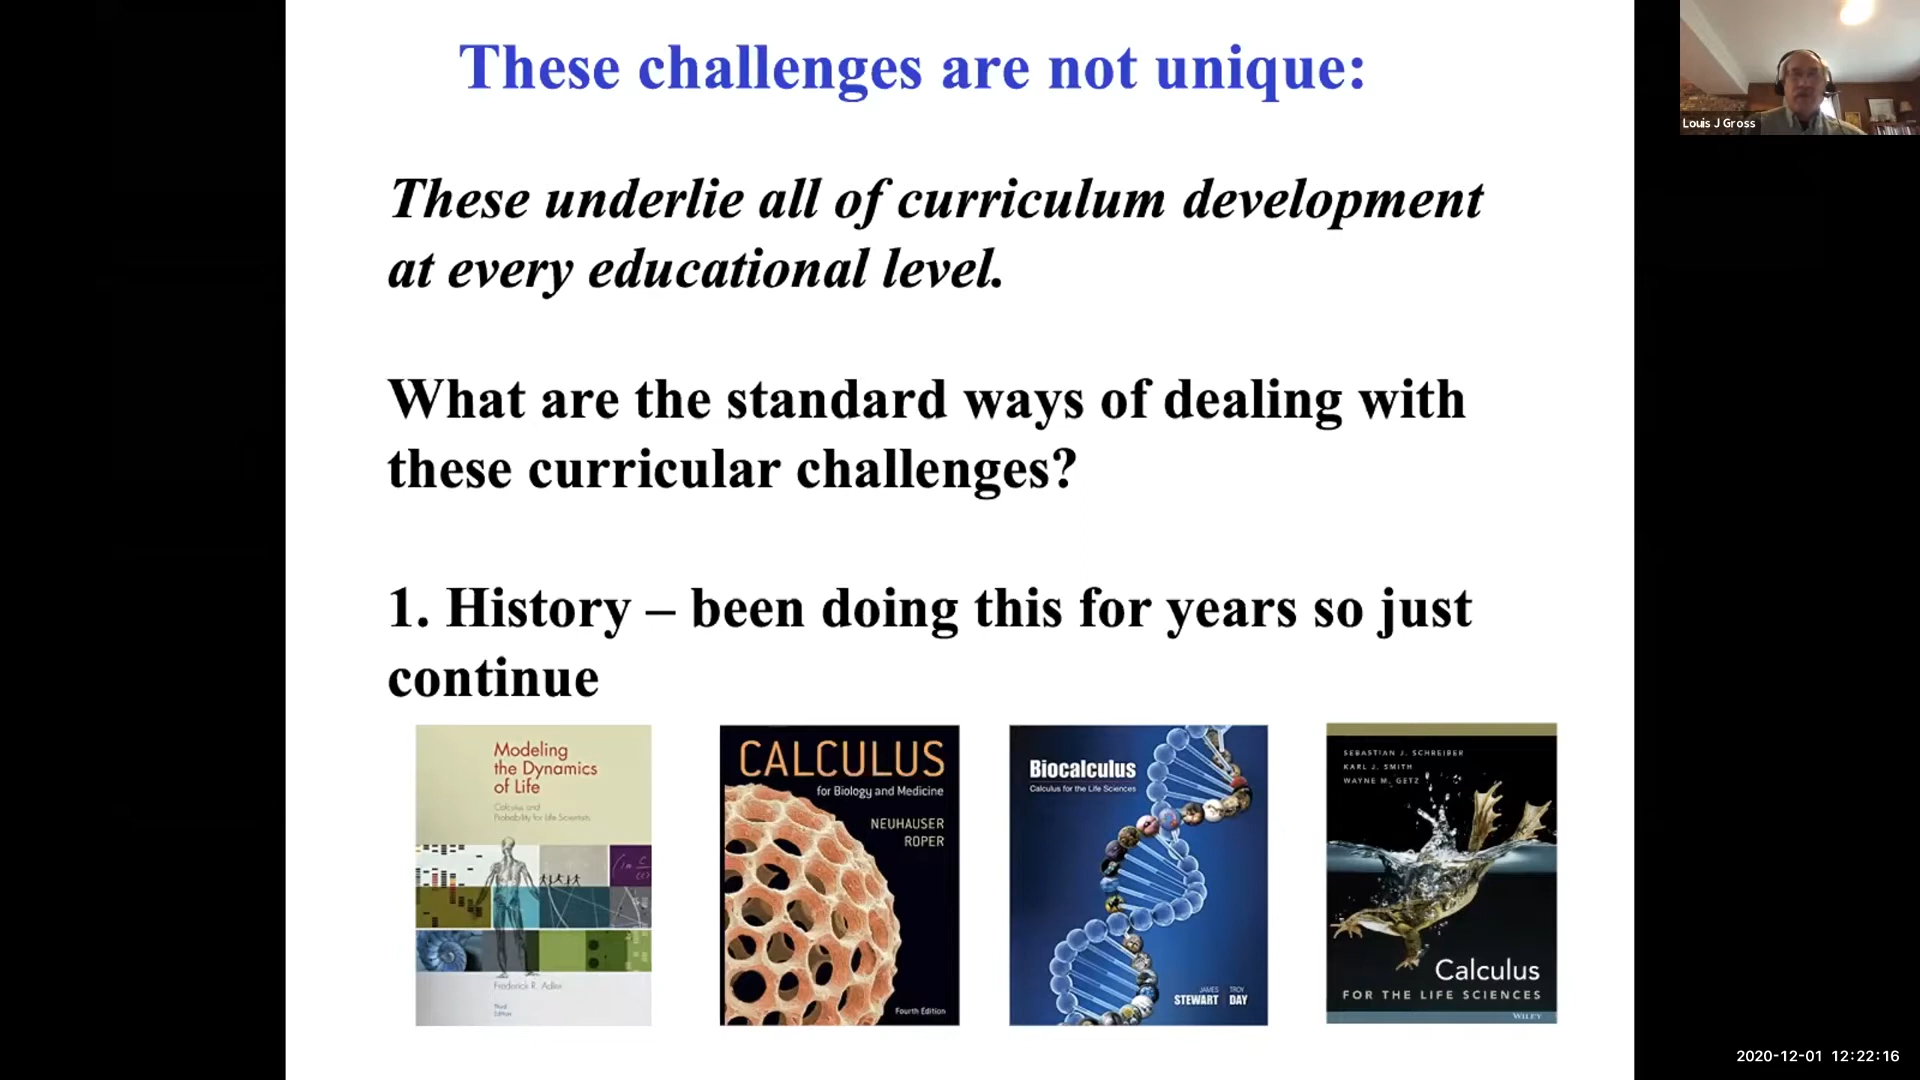 These challenges are not unique:
Louis J Gross
These underlie all of curriculum development
at every educational level.
What are the standard ways of dealing with
these curricular challenges?
1. History – been doing this for years so just
continue
Modeling
the Dynamics
of Life
Calculus and
Probability for Life Scientists
Frederick R. Adler
Third
Edition
CALCULUS
for Biology and Medicine
NEUHAUSER
ROPER
Fourth Edition
Biocalculus
Calculus for the Life Sciences
JAMES TROY
STEWART DAY
SEBASTIAN J. SCHREIBER
KARL J. SMITH
WAYNE M. GETZ
Calculus
FOR THE LIFE SCIENCES
WILEY
2020-12-01 12:22:16